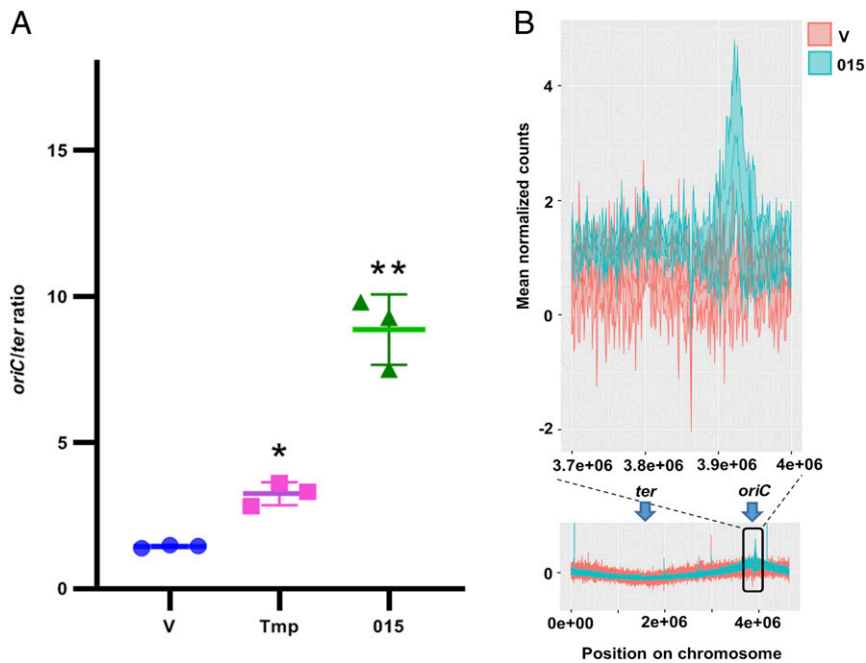 A
oriC/ter ratio
15
10
5
0
*
**
V
Tmp
015
B
V
015
Mean normalized counts
4
2
0
-2
3.7e+06
3.8e+06
3.9e+06
4e+06
ter
oriC
0
0e+00
2e+06
4e+06
Position on chromosome